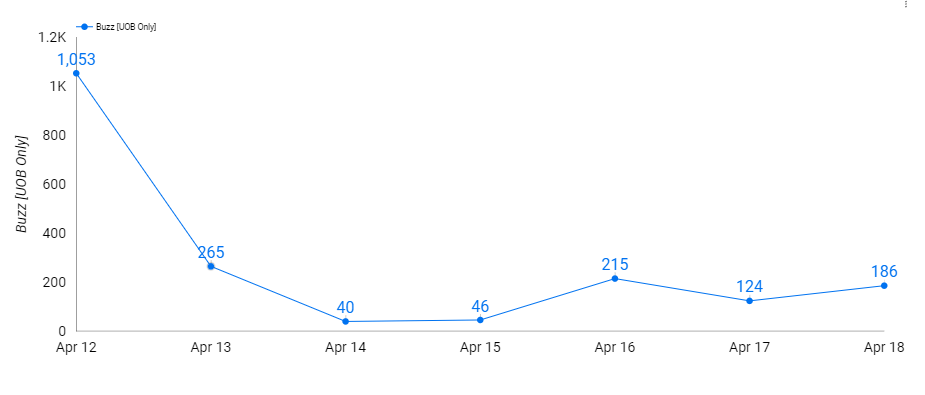 Buzz [UOB Only]
1.2K
1K
800
600
400
200
0
Buzz [UOB Only]
1,053
265
40
46
215
124
186
Apr 12
Apr 13
Apr 14
Apr 15
Apr 16
Apr 17
Apr 18